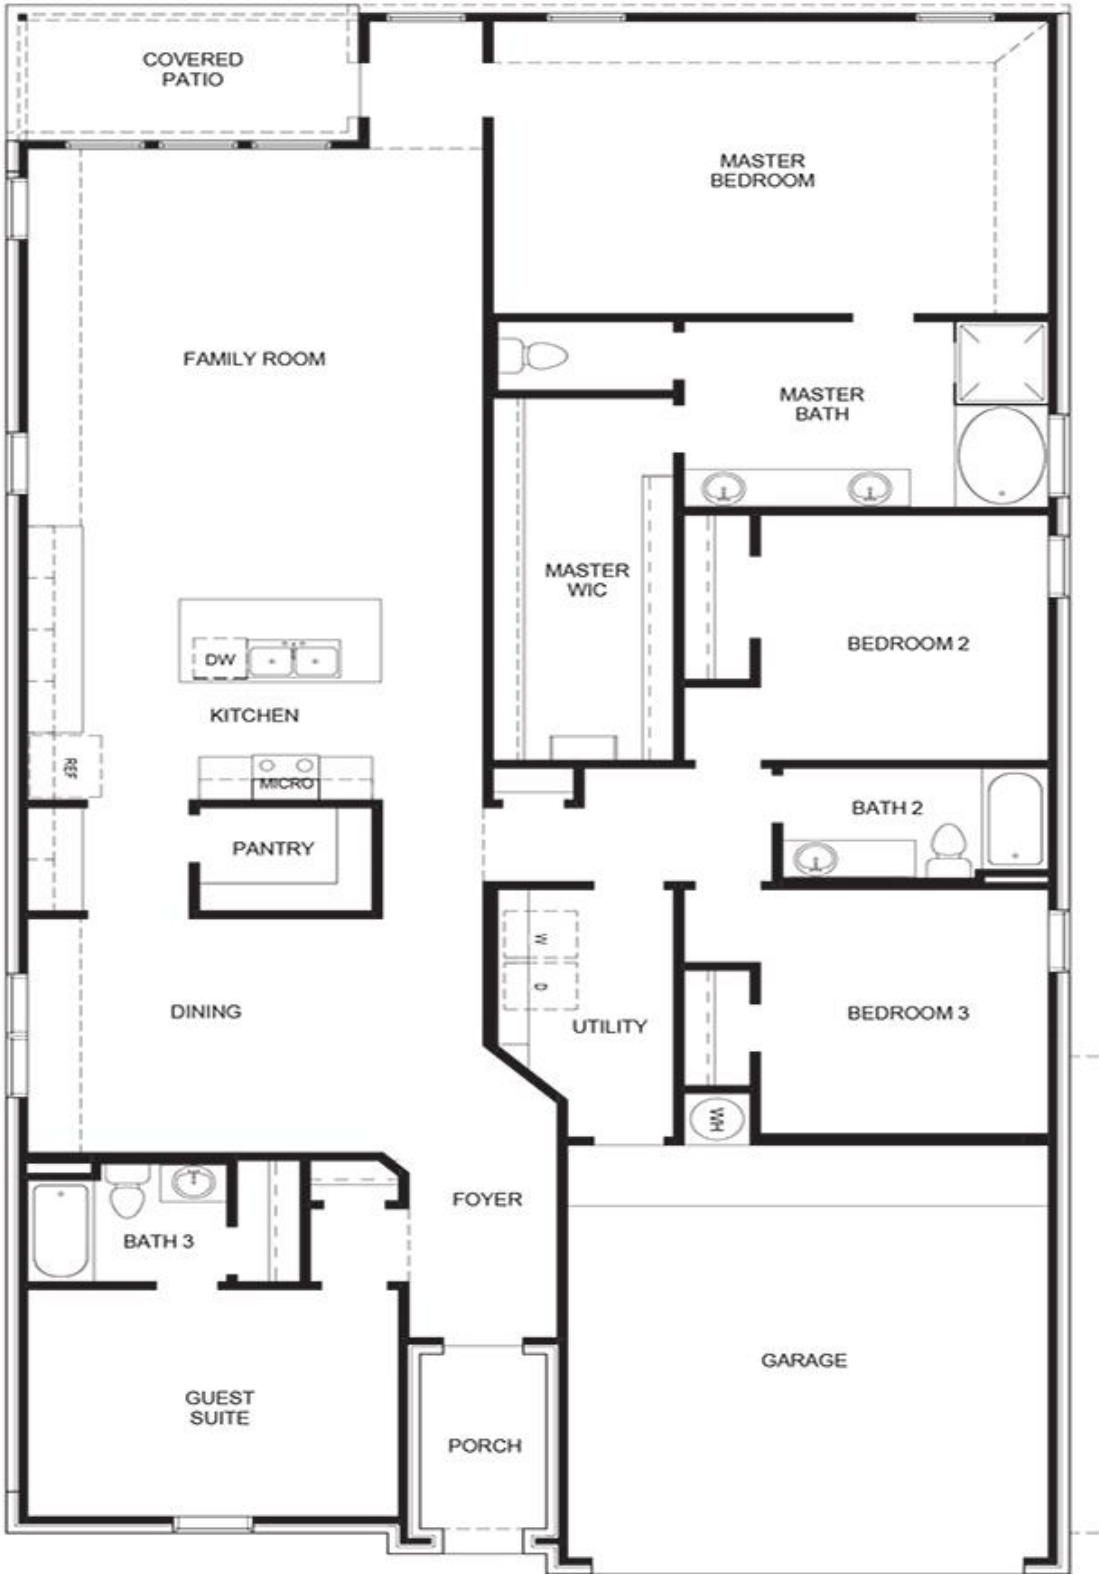 COVERED
PATIO
MASTER
BEDROOM
FAMILY ROOM
MASTER
BATH
MASTER
WIC
BEDROOM 2
DW
KITCHEN
REF
MICRO
PANTRY
BATH 2
W
D
UTILITY
DINING
BEDROOM 3
WH
FOYER
BATH 3
GUEST
SUITE
PORCH
GARAGE